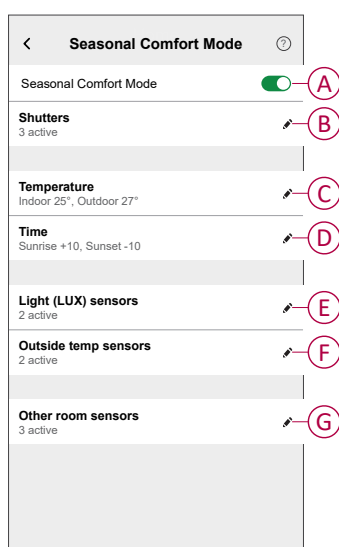 Seasonal Comfort Mode ?
Seasonal Comfort Mode A
Shutters
3 active B
Temperature
Indoor 25°, Outdoor 27° C
Time
Sunrise +10, Sunset -10 D
Light (LUX) sensors
2 active E
Outside temp sensors
2 active F
Other room sensors
3 active G